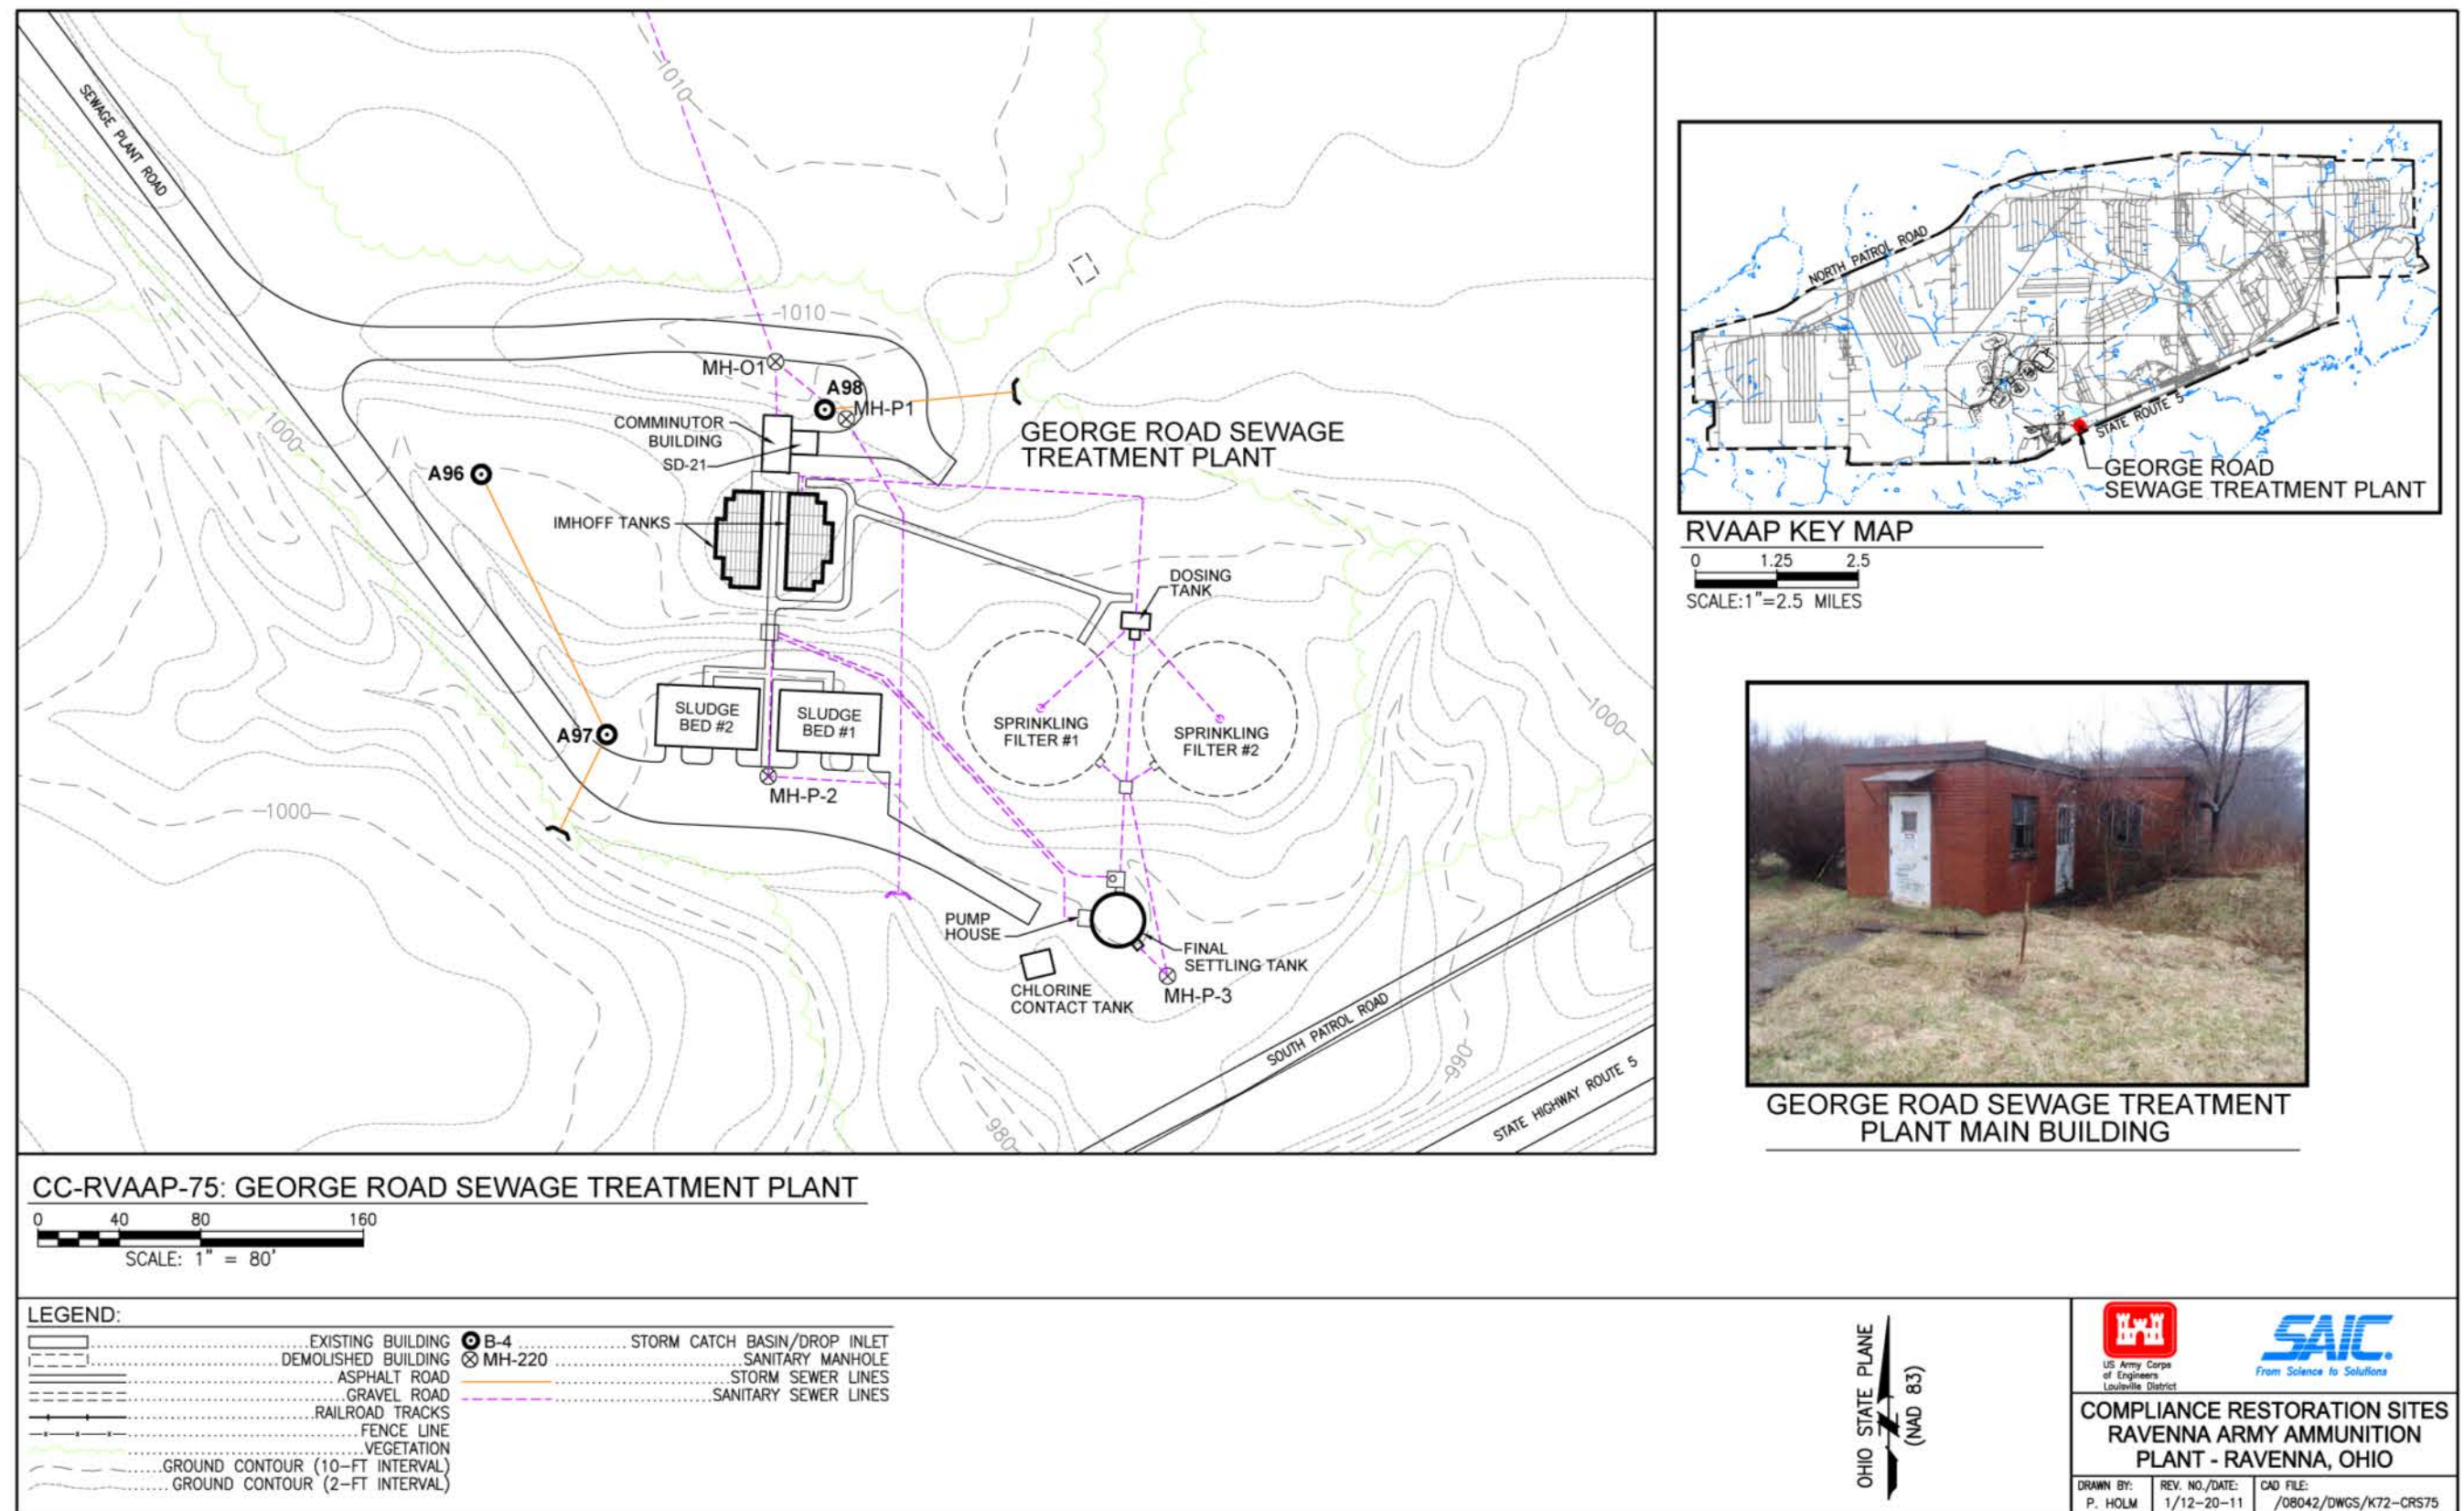 SEWAGE PLANT ROAD
1010
1010
MH-O1
A98
MH-P1
COMMINUTOR
BUILDING
SD-21
GEORGE ROAD SEWAGE
TREATMENT PLANT
1000
A96
IMHOFF TANKS
DOSING
TANK
SLUDGE
BED #2
SLUDGE
BED #1
SPRINKLING
FILTER #1
SPRINKLING
FILTER #2
1000
A97
MH-P-2
1000
PUMP
HOUSE
FINAL
SETTLING TANK
CHLORINE
CONTACT TANK
MH-P-3
SOUTH PATROL ROAD
990
STATE HIGHWAY ROUTE 5
980
NORTH PATROL ROAD
STATE ROUTE 5
GEORGE ROAD
SEWAGE TREATMENT PLANT
RVAAP KEY MAP
0 1.25 2.5
SCALE:1"=2.5 MILES
GEORGE ROAD SEWAGE TREATMENT
PLANT MAIN BUILDING
CC-RVAAP-75: GEORGE ROAD SEWAGE TREATMENT PLANT
0 40 80 160
SCALE: 1" = 80'
LEGEND:
EXISTING BUILDING
DEMOLISHED BUILDING
ASPHALT ROAD
GRAVEL ROAD
RAILROAD TRACKS
FENCE LINE
VEGETATION
GROUND CONTOUR (10-FT INTERVAL)
GROUND CONTOUR (2-FT INTERVAL)
B-4 STORM CATCH BASIN/DROP INLET
MH-220 SANITARY MANHOLE
STORM SEWER LINES
SANITARY SEWER LINES
OHIO STATE PLANE
(NAD 83)
N
US Army Corps
of Engineers
Louisville District
SAIC.
From Science to Solutions
COMPLIANCE RESTORATION SITES
RAVENNA ARMY AMMUNITION
PLANT - RAVENNA, OHIO
DRAWN BY:
P. HOLM
REV. NO./DATE:
1/12-20-11
CAD FILE:
/08042/DWGS/K72-CRS75